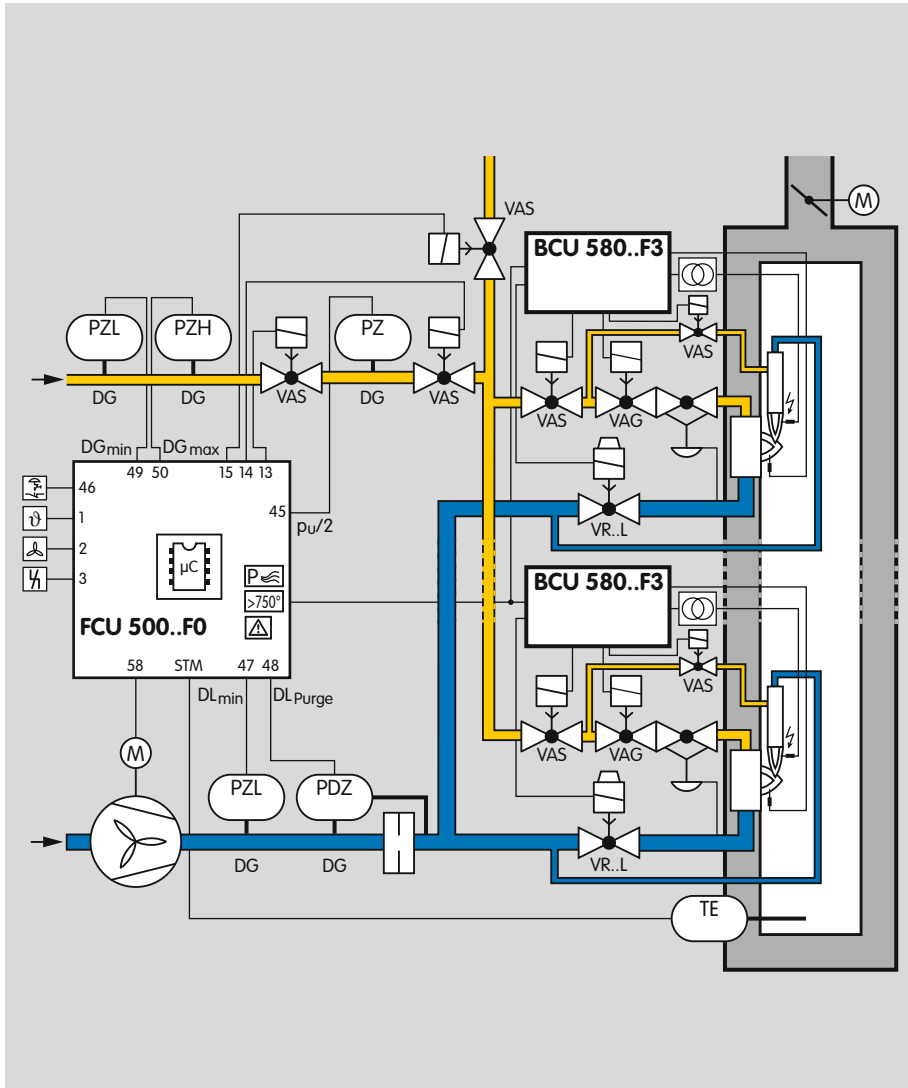 M
VAS
BCU 580..F3
PZL
PZH
PZ
VAS
DG
DG
VAS
DG
VAS
VAS
VAG
DGmin
DGmax
49
50
15
14
13
46
1
2
3
45
pu/2
VR..L
µC
P
>750°
FCU 500..F0
BCU 580..F3
58
STM
47
48
DLmin
DLPurge
VAS
VAS
VAG
M
PZL
PDZ
DG
DG
VR..L
TE